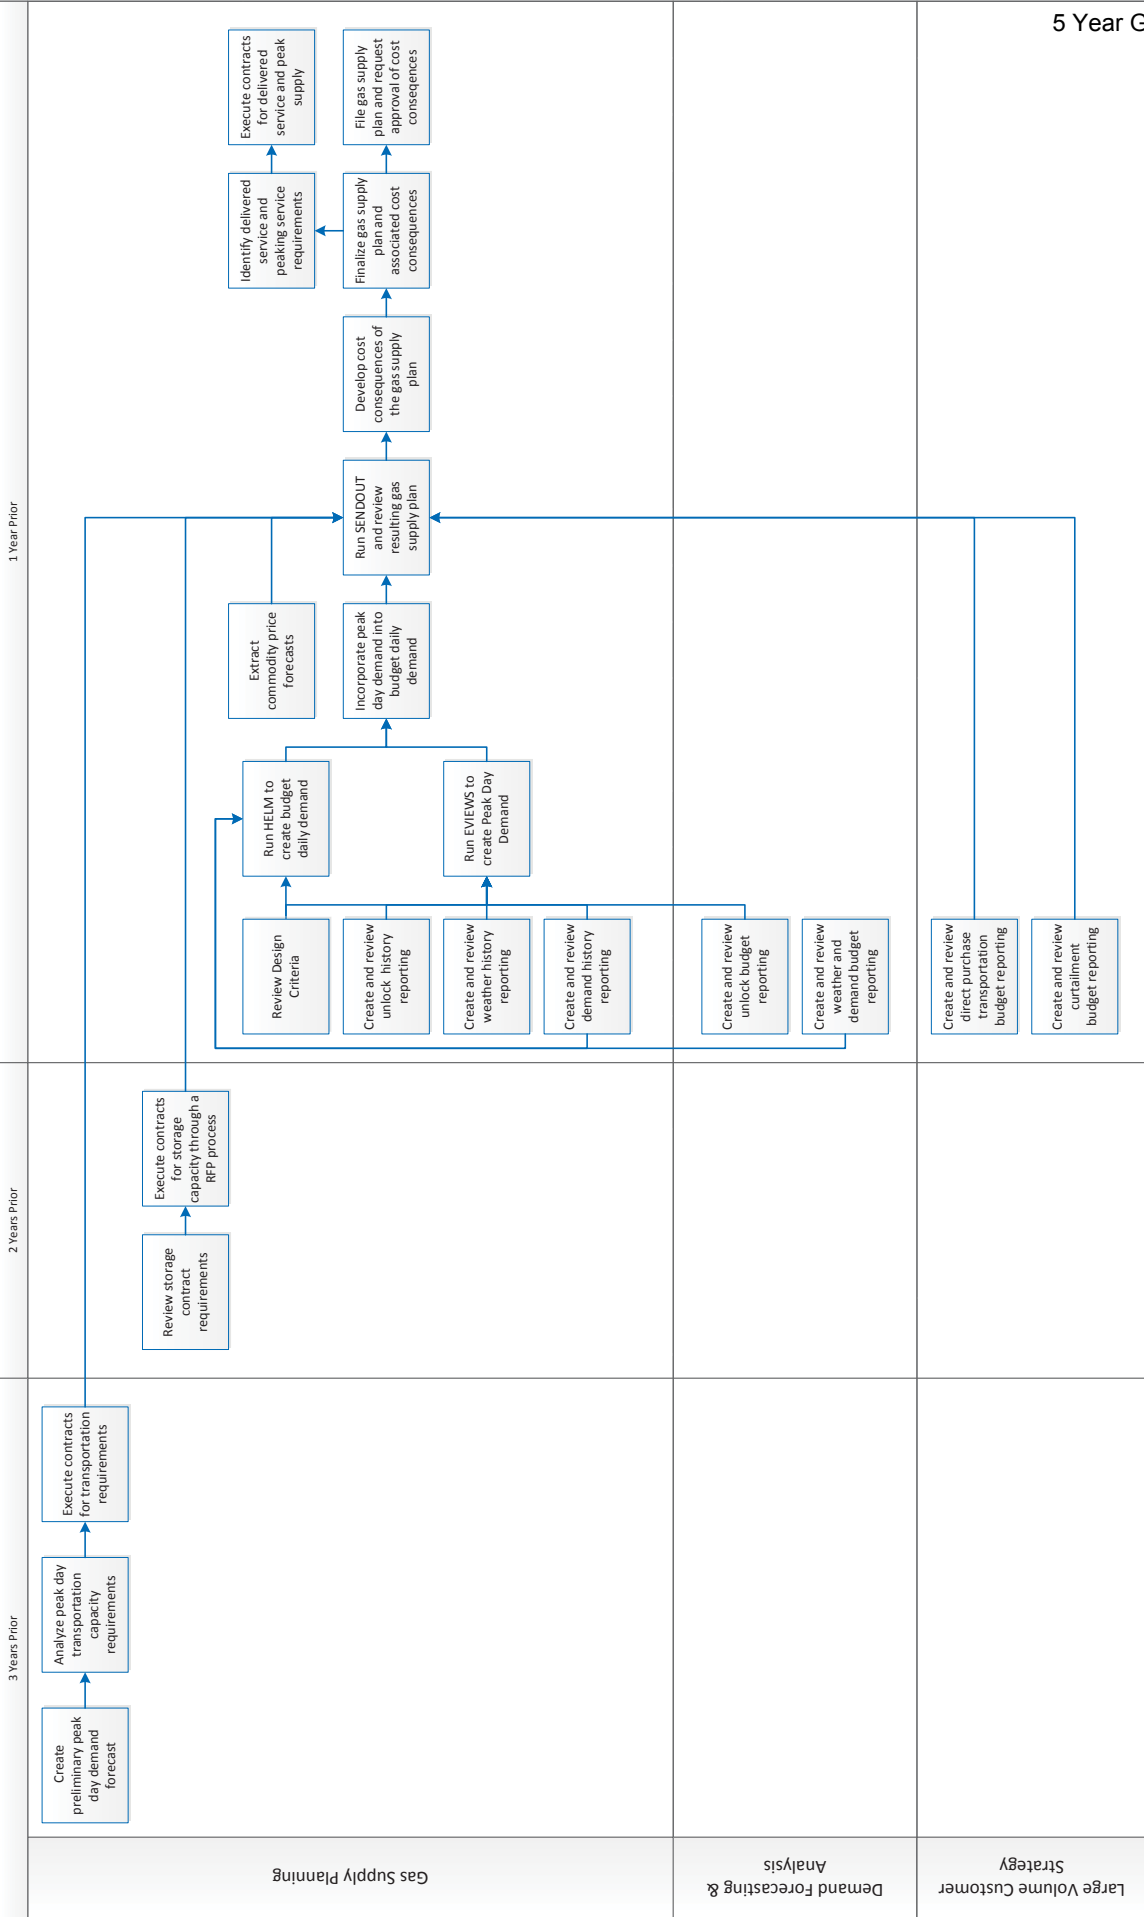 5 Year G
3 Years Prior
2 Years Prior
1 Year Prior
Gas Supply Planning
Create
preliminary peak
day demand
forecast
Analyze peak day
transportation
capacity
requirements
Execute contracts
for transportation
requirements
Review storage
contract
requirements
Execute contracts
for storage
capacity through a
RFP process
Review Design
Criteria
Create and review
unlock history
reporting
Create and review
weather history
reporting
Create and review
demand history
reporting
Run HELM to
create budget
daily demand
Run EVIEWS to
create Peak Day
Demand
Extract
commodity price
forecasts
Incorporate peak
day demand into
budget daily
demand
Run SENDOUT
and review
resulting gas
supply plan
Develop cost
consequences of
the gas supply
plan
Identify delivered
service and
peaking service
requirements
Finalize gas supply
plan and
associated cost
consequences
Execute contracts
for delivered
service and peak
supply
File gas supply
plan and request
approval of cost
conseqences
Demand Forecasting &
Analysis
Create and review
unlock budget
reporting
Create and review
weather and
demand budget
reporting
Large Volume Customer
Strategy
Create and review
direct purchase
transportation
budget reporting
Create and review
curtailment
budget reporting